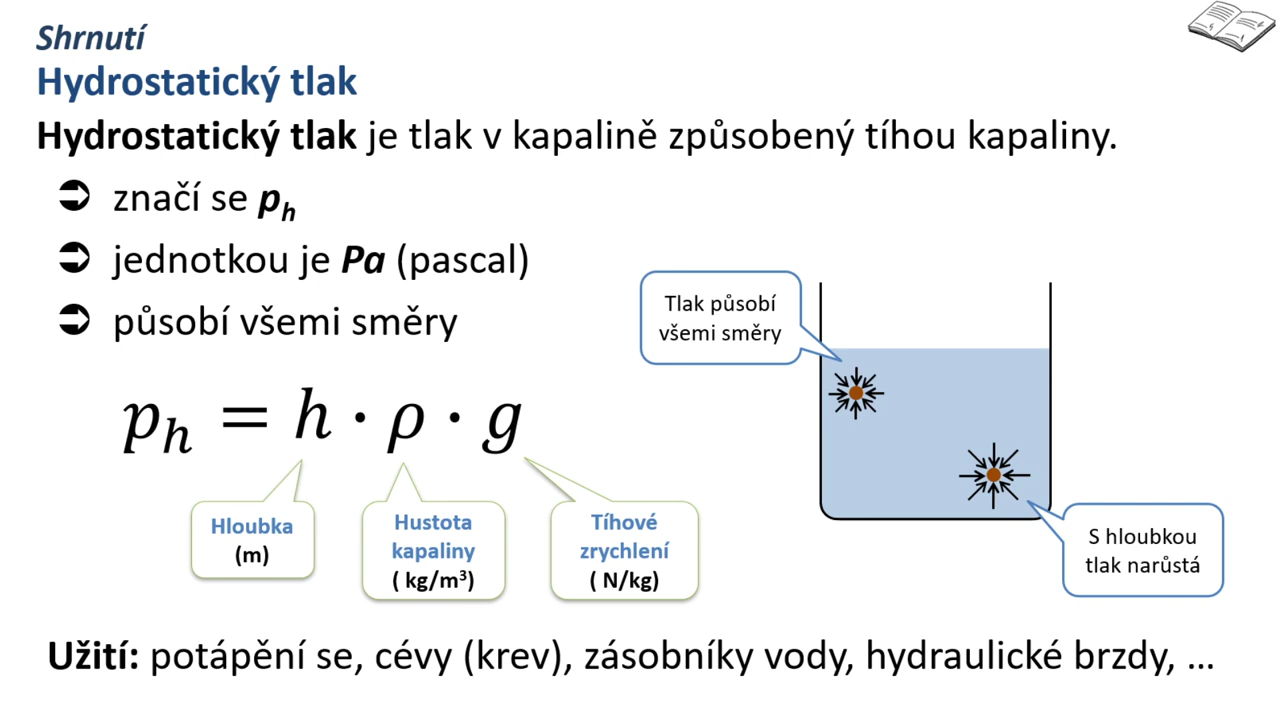 Shrnutí
Hydrostatický tlak
Hydrostatický tlak je tlak v kapalině způsobený tíhou kapaliny.
značí se pₕ
jednotkou je Pa (pascal)
působí všemi směry
Tlak působí
všemi směry
pₕ = h · ρ · g
Hloubka
(m)
Hustota
kapaliny
( kg/m³)
Tíhové
zrychlení
( N/kg)
S hloubkou
tlak narůstá
Užití: potápění se, cévy (krev), zásobníky vody, hydraulické brzdy, ...